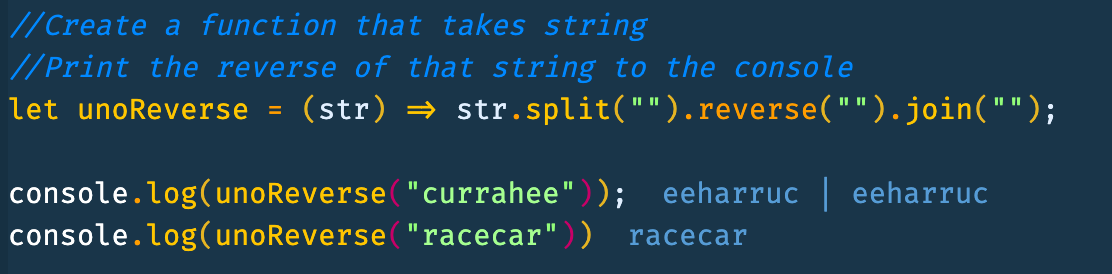 //Create a function that takes string
//Print the reverse of that string to the console
let unoReverse = (str) => str.split("").reverse("").join("");
console.log(unoReverse("currahee")); eeharruc | eeharruc
console.log(unoReverse("racecar")) racecar